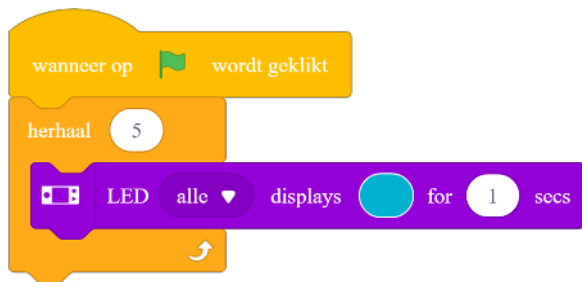 wanneer op wordt geklikt
herhaal 5
LED alle displays for 1 secs